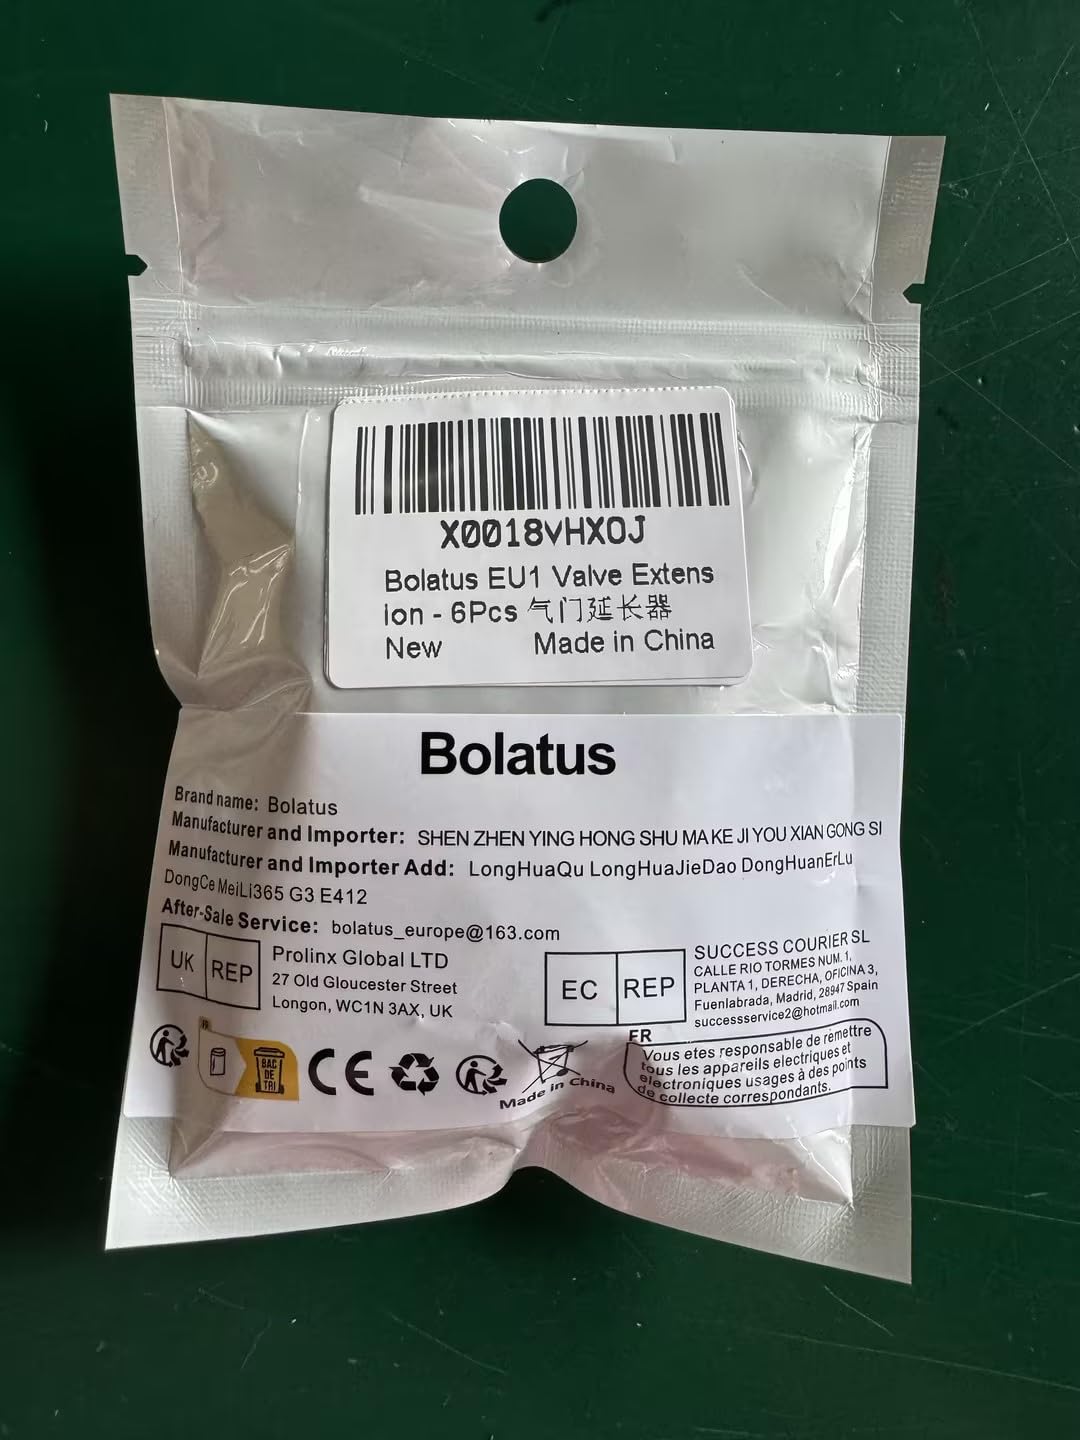 X0018vHXOJ
Bolatus EU1 Valve Extens
ion - 6Pcs 气门延长器
New Made in China
Bolatus
Brand name: Bolatus
Manufacturer and Importer: SHEN ZHEN YING HONG SHU MA KE JI YOU XIAN GONG SI
Manufacturer and Importer Add: LongHuaQu LongHuaJieDao DongHuanErLu
DongCe MeiLi365 G3 E412
After-Sale Service: bolatus_europe@163.com
UK REP
Prolinx Global LTD
27 Old Gloucester Street
Longon, WC1N 3AX, UK
EC REP
SUCCESS COURIER SL
CALLE RIO TORMES NUM. 1,
PLANTA 1, DERECHA, OFICINA 3,
Fuenlabrada, Madrid, 28947 Spain
successservice2@hotmail.com
FR
BAC
DE
TRI
CE
Made in China
FR
Vous etes responsable de remettre
tous les appareils electriques et
electroniques usagés à des points
de collecte correspondants.